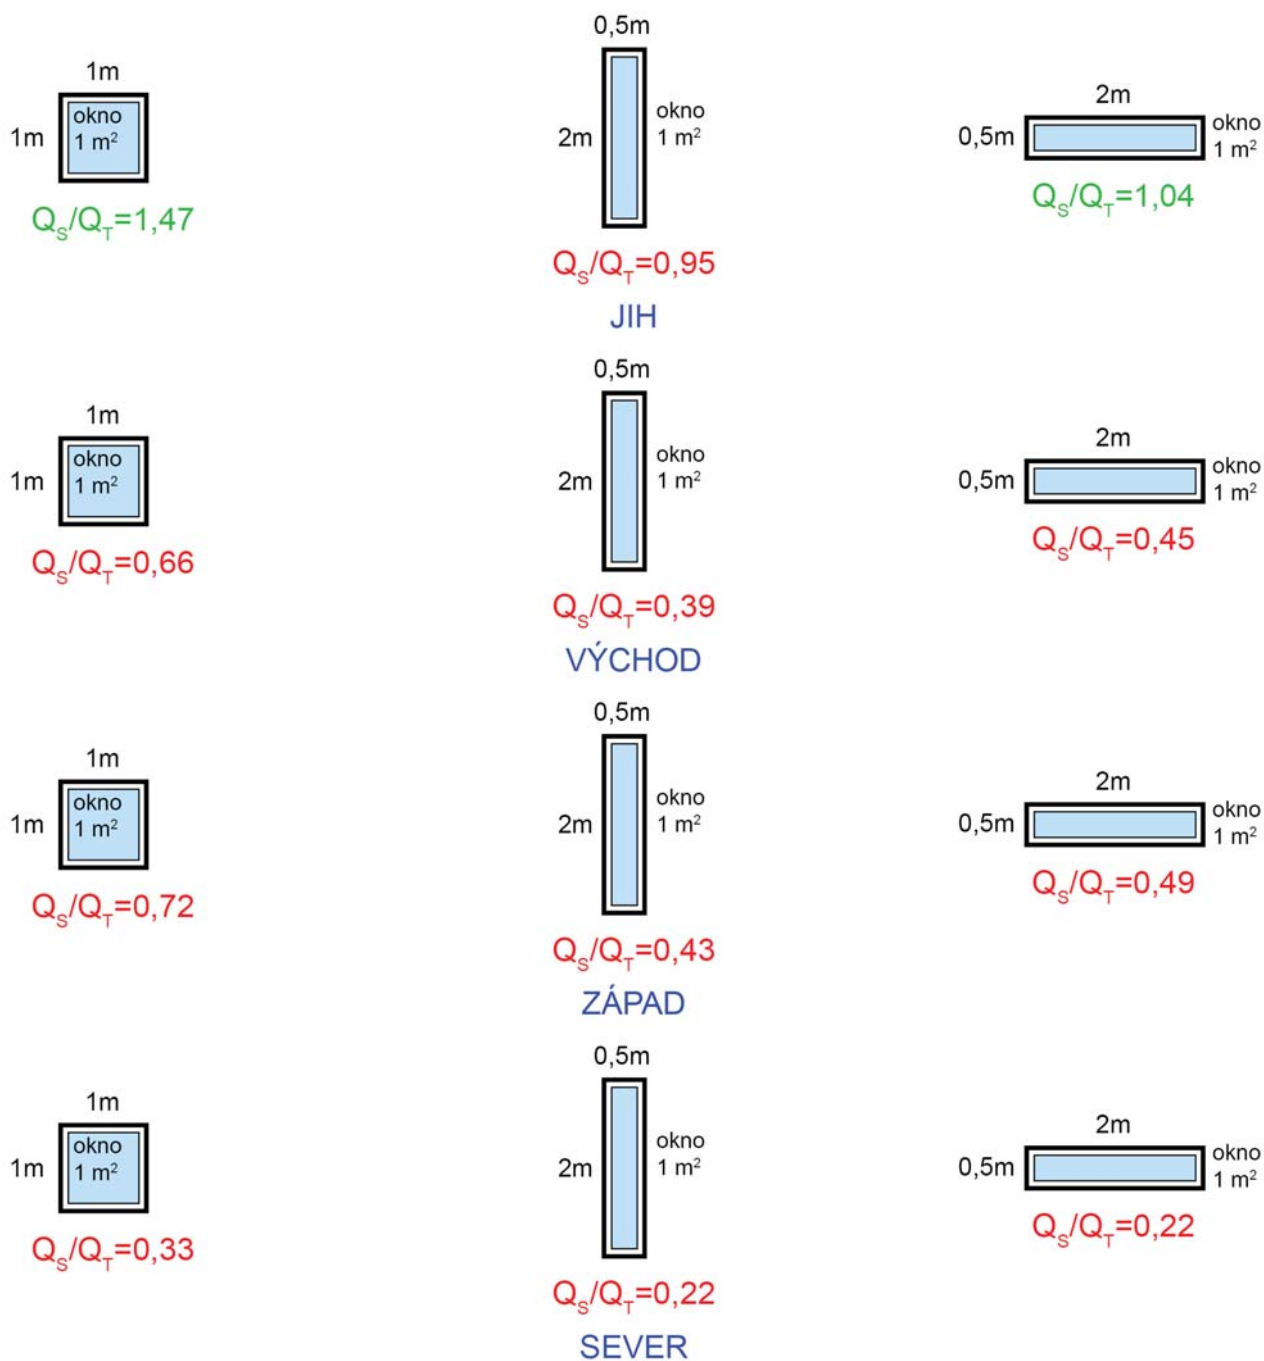 0,5m
1m
2m
okno
1 m²
1m
okno
1 m²
2m
0,5m
okno
1 m²
Q_S/Q_T=1,47
Q_S/Q_T=0,95
Q_S/Q_T=1,04
JIH
0,5m
1m
2m
okno
1 m²
1m
okno
1 m²
2m
0,5m
okno
1 m²
Q_S/Q_T=0,66
Q_S/Q_T=0,39
Q_S/Q_T=0,45
VÝCHOD
0,5m
1m
2m
okno
1 m²
1m
okno
1 m²
2m
0,5m
okno
1 m²
Q_S/Q_T=0,72
Q_S/Q_T=0,43
Q_S/Q_T=0,49
ZÁPAD
0,5m
1m
2m
okno
1 m²
1m
okno
1 m²
2m
0,5m
okno
1 m²
Q_S/Q_T=0,33
Q_S/Q_T=0,22
Q_S/Q_T=0,22
SEVER